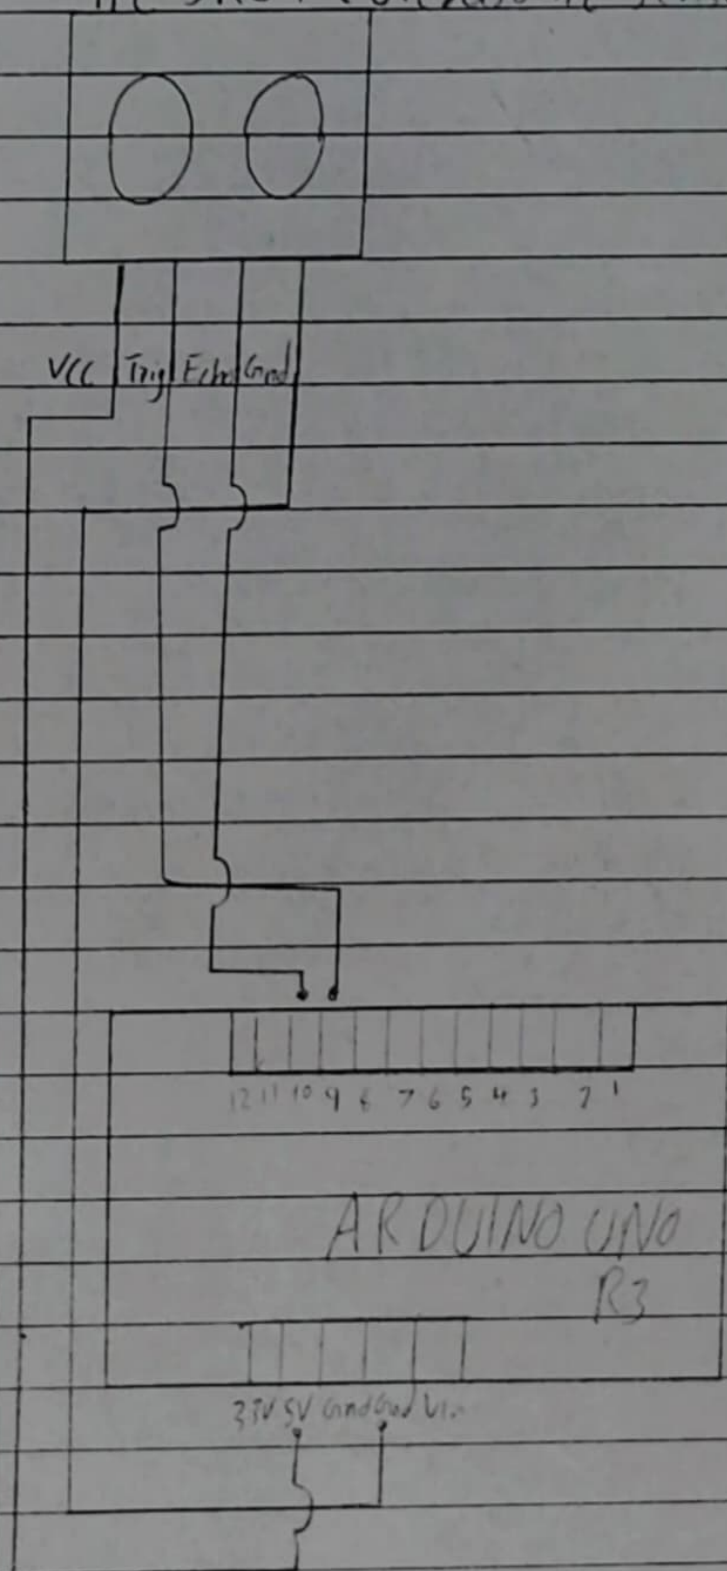 VCC Trig Echo Gnd
12 11 10 9 8 7 6 5 4 3 2 1
ARDUINO UNO
R3
3.3V 5V Gnd Gnd Vin